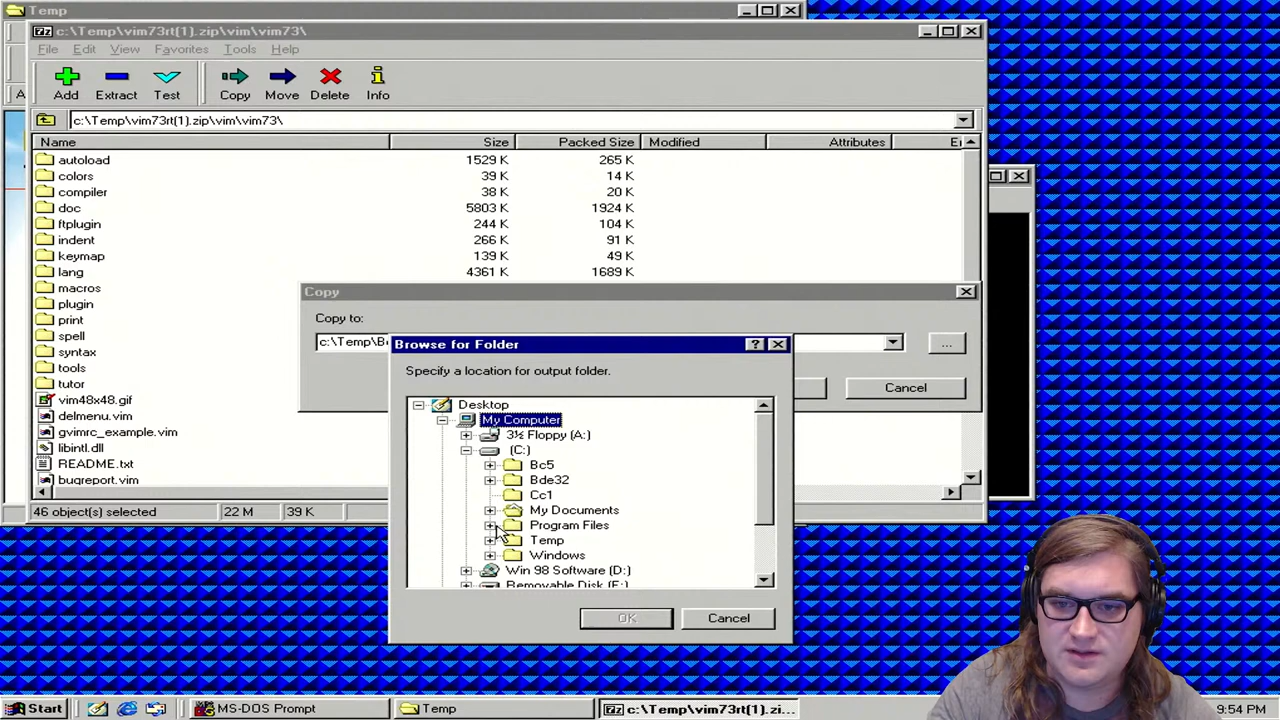 Temp
7z c:\Temp\vim73rt(1).zip\vim\vim73\
File Edit View Favorites Tools Help
Add Extract Test Copy Move Delete Info
A
c:\Temp\vim73rt(1).zip\vim\vim73\
Name Size Packed Size Modified Attributes
autoload 1529 K 265 K
colors 39 K 14 K
compiler 38 K 20 K
doc 5803 K 1924 K
ftplugin 244 K 104 K
indent 266 K 91 K
keymap 139 K 49 K
lang 4361 K 1689 K
macros
plugin
print
spell
syntax
tools
tutor
vim48x48.gif
delmenu.vim
gvimrc_example.vim
libintl.dll
README.txt
bugreport.vim
46 object(s) selected 22 M 39 K
Copy
Copy to:
c:\Temp\B
...
Cancel
Browse for Folder
Specify a location for output folder.
Desktop
My Computer
3½ Floppy (A:)
(C:)
Bc5
Bde32
Cc1
My Documents
Program Files
Temp
Windows
Win 98 Software (D:)
Removable Disk (E:)
OK Cancel
Start MS-DOS Prompt Temp 7z c:\Temp\vim73rt(1).zi... 9:54 PM